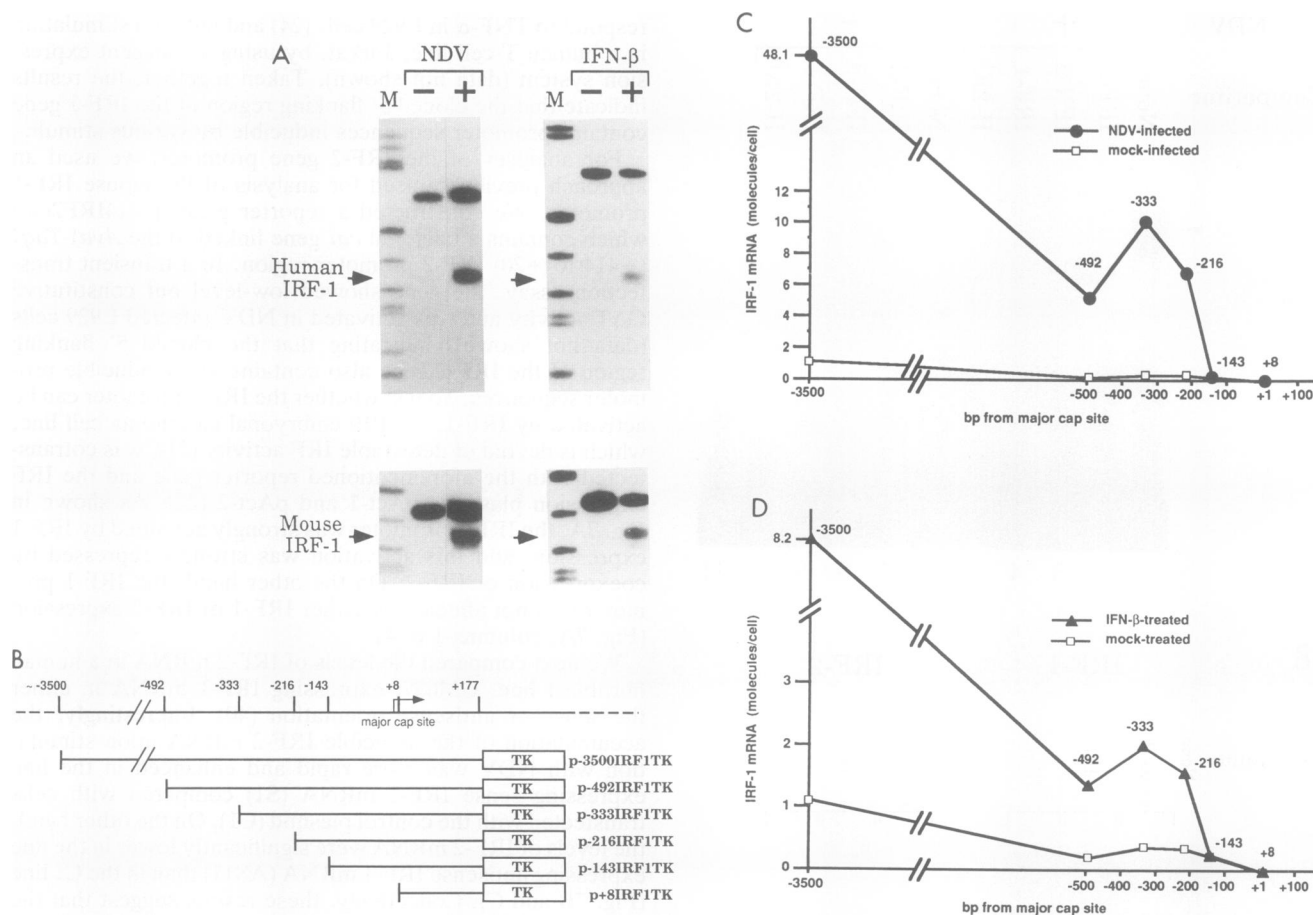 A
NDV
IFN-β
M − +
M − +
Human
IRF-1
Mouse
IRF-1
B
~ -3500 -492 -333 -216 -143 +8 +177
major cap site
TK p-3500IRF1TK
TK p-492IRF1TK
TK p-333IRF1TK
TK p-216IRF1TK
TK p-143IRF1TK
TK p+8IRF1TK
C
48.1
-3500
NDV-infected
mock-infected
IRF-1 mRNA (molecules/cell)
12
10
8
6
4
2
0
-333
-492
-216
-143
+8
-3500 -500 -400 -300 -200 -100 +1 +100
bp from major cap site
D
8.2
-3500
IFN-β-treated
mock-treated
IRF-1 mRNA (molecules/cell)
3
2
1
0
-333
-492
-216
-143
+8
-3500 -500 -400 -300 -200 -100 +1 +100
bp from major cap site